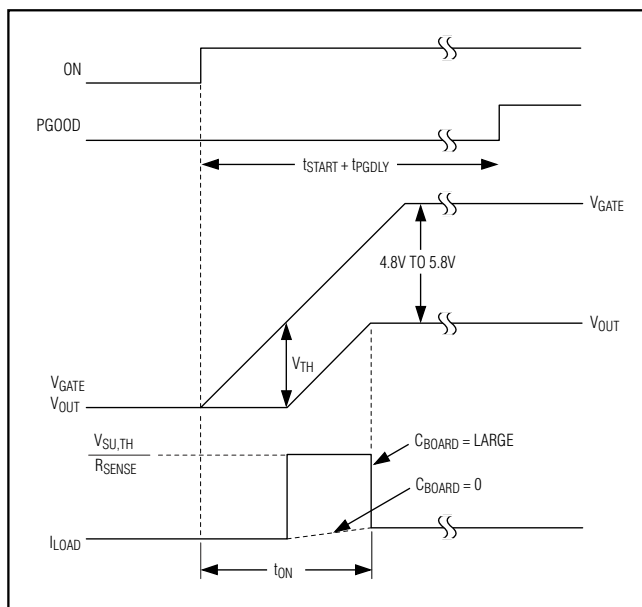 ON
PGOOD
tSTART + tPGDLY
VGATE
4.8V TO 5.8V
VOUT
VTH
VGATE
VOUT
VSU,TH
RSENSE
CBOARD = LARGE
CBOARD = 0
ILOAD
tON